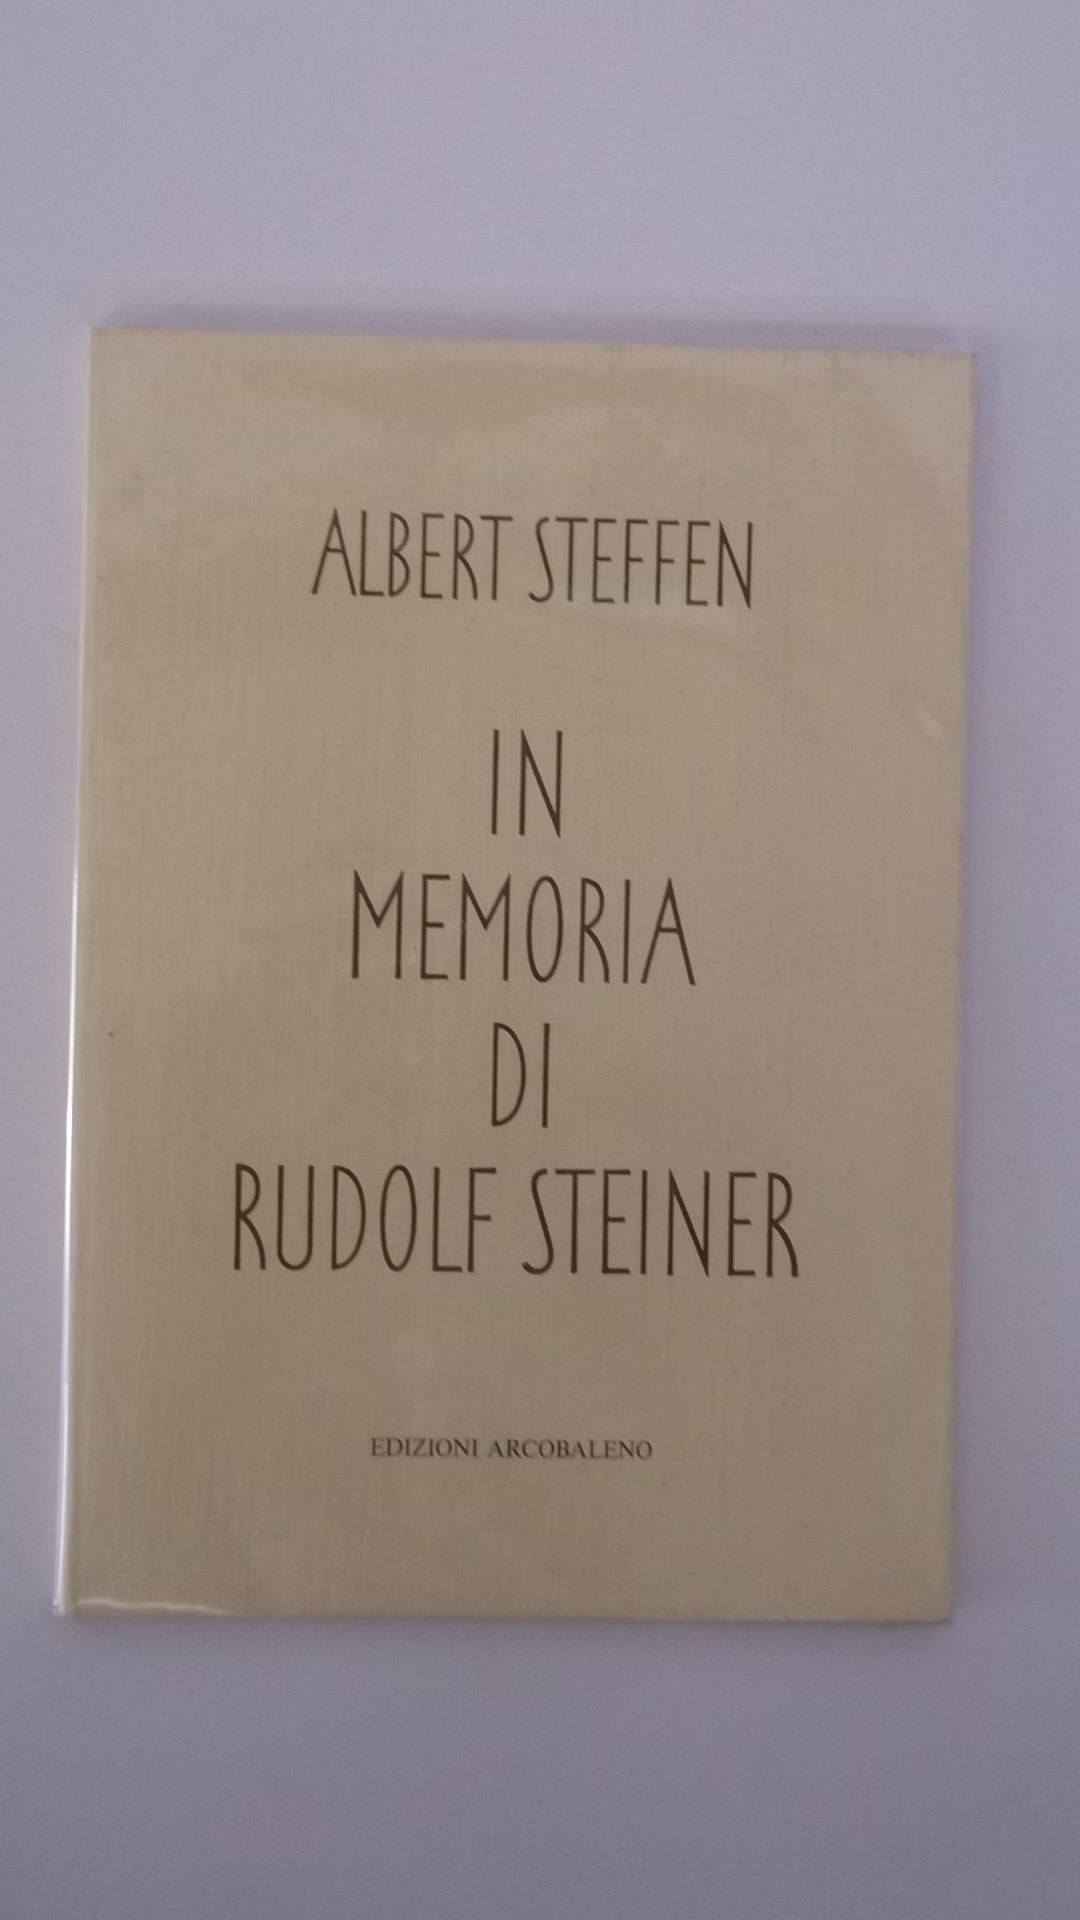 ALBERT STEFFEN
IN
MEMORIA
DI
RUDOLF STEINER
EDIZIONI ARCOBALENO